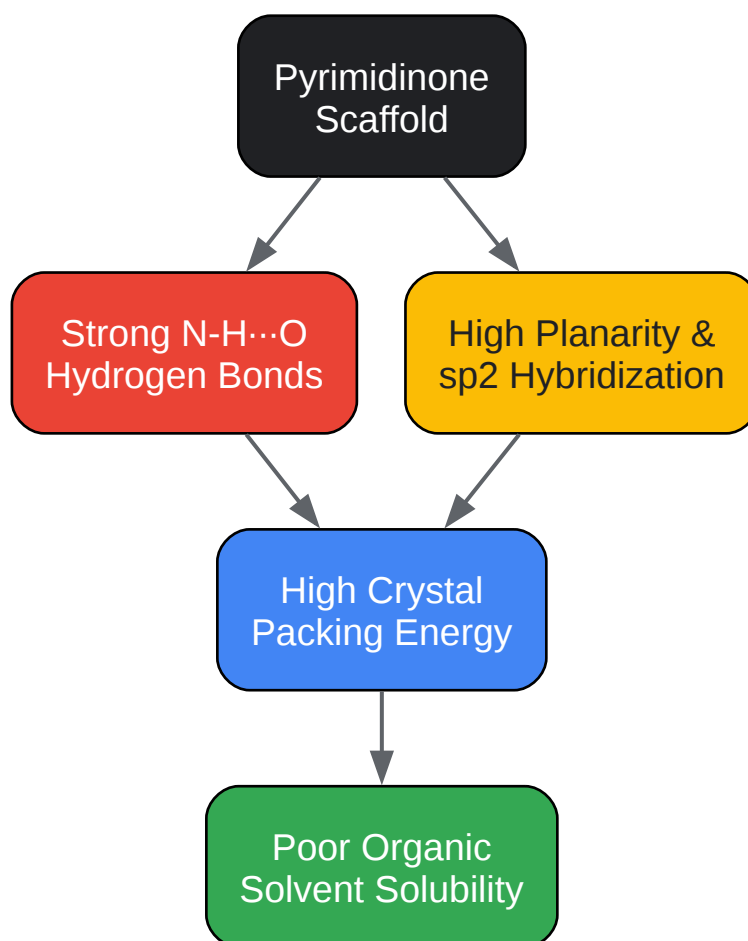 Pyrimidinone
Scaffold
Strong N-H···O
Hydrogen Bonds
High Planarity &
sp2 Hybridization
High Crystal
Packing Energy
Poor Organic
Solvent Solubility